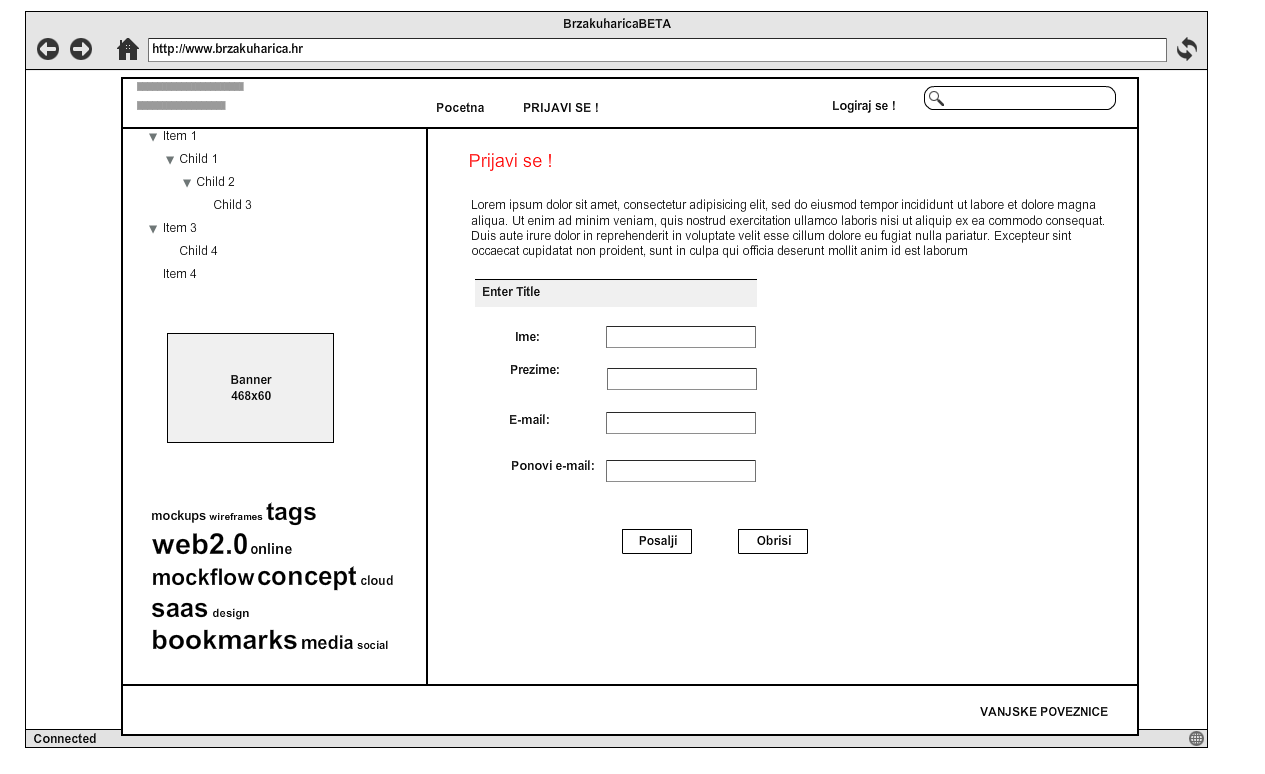 BrzakuharicaBETA
http://www.brzakuharica.hr
Pocetna PRIJAVI SE ! Logiraj se !
Item 1
Child 1
Child 2
Child 3
Item 3
Child 4
Item 4
Banner
468x60
mockups wireframes tags
web2.0 online
mockflow concept cloud
saas design
bookmarks media social
Prijavi se !
Lorem ipsum dolor sit amet, consectetur adipisicing elit, sed do eiusmod tempor incididunt ut labore et dolore magna
aliqua. Ut enim ad minim veniam, quis nostrud exercitation ullamco laboris nisi ut aliquip ex ea commodo consequat.
Duis aute irure dolor in reprehenderit in voluptate velit esse cillum dolore eu fugiat nulla pariatur. Excepteur sint
occaecat cupidatat non proident, sunt in culpa qui officia deserunt mollit anim id est laborum
Enter Title
Ime:
Prezime:
E-mail:
Ponovi e-mail:
Posalji Obrisi
VANJSKE POVEZNICE
Connected